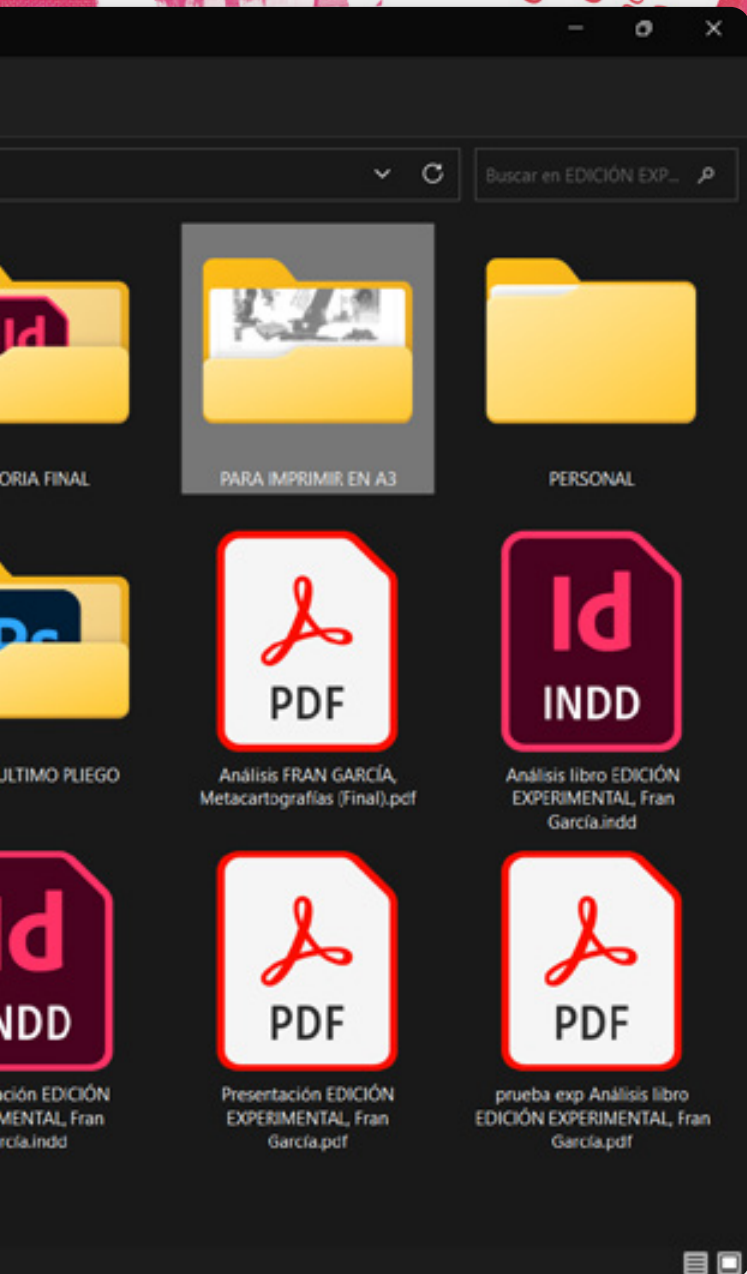 Buscar en EDICIÓN EXP...
Id
ORIA FINAL
PARA IMPRIMIR EN A3
PERSONAL
Ps
PDF
Id
INDD
ULTIMO PLIEGO
Análisis FRAN GARCÍA,
Metacartografías (Final).pdf
Análisis libro EDICIÓN
EXPERIMENTAL, Fran
García.indd
Id
NDD
PDF
PDF
ción EDICIÓN
MENTAL, Fran
rcía.indd
Presentación EDICIÓN
EXPERIMENTAL, Fran
García.pdf
prueba exp Análisis libro
EDICIÓN EXPERIMENTAL, Fran
García.pdf